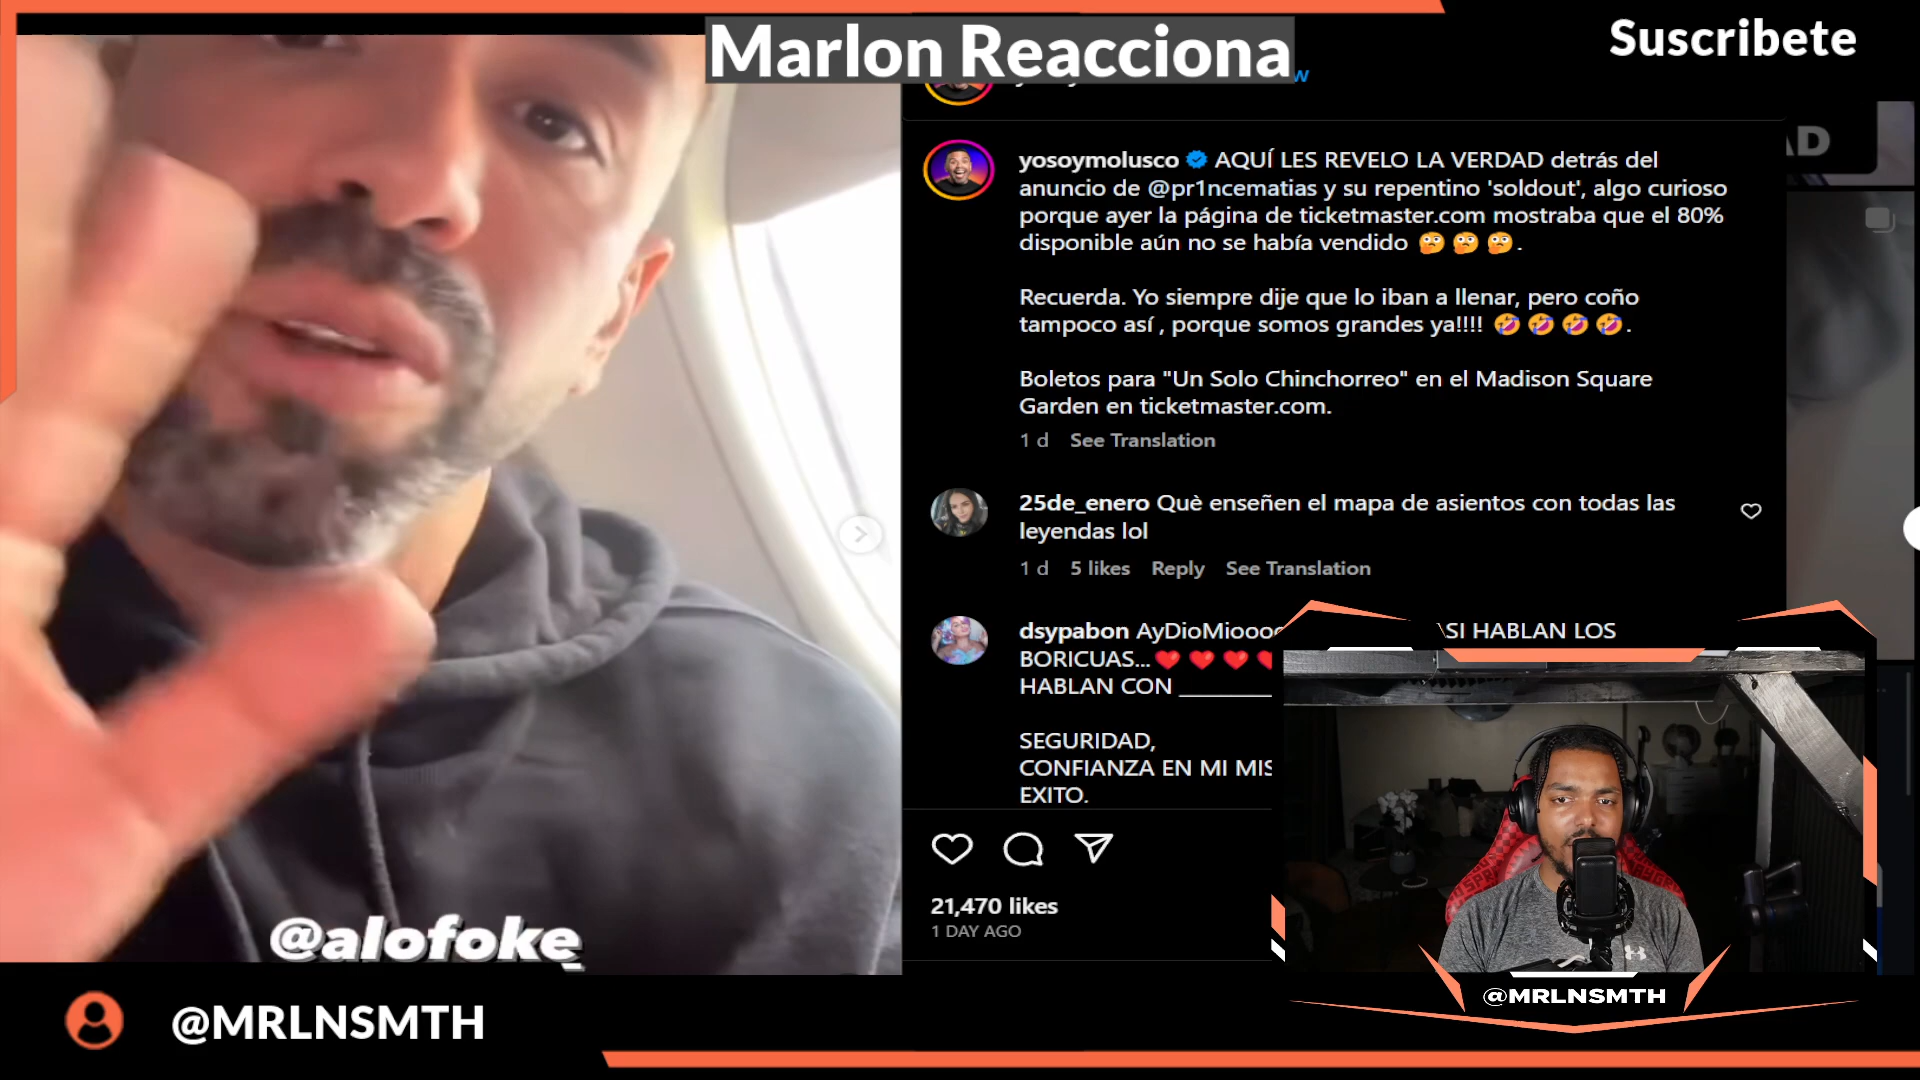 Marlon Reacciona
Suscribete
w
AD
yosoymolusco AQUÍ LES REVELO LA VERDAD detrás del
anuncio de @pr1ncematias y su repentino 'soldout', algo curioso
porque ayer la página de ticketmaster.com mostraba que el 80%
disponible aún no se había vendido 🤔🤔🤔.
Recuerda. Yo siempre dije que lo iban a llenar, pero coño
tampoco así , porque somos grandes ya!!!! 🤣🤣🤣🤣.
Boletos para "Un Solo Chinchorreo" en el Madison Square
Garden en ticketmaster.com.
1 d See Translation
25de_enero Què enseñen el mapa de asientos con todas las
leyendas lol
1 d 5 likes Reply See Translation
dsypabon AyDioMiooo ASI HABLAN LOS
BORICUAS...❤️❤️❤️❤️
HABLAN CON __________
SEGURIDAD,
CONFIANZA EN MI MIS
EXITO.
21,470 likes
1 DAY AGO
@alofoke
@MRLNSMTH
@MRLNSMTH